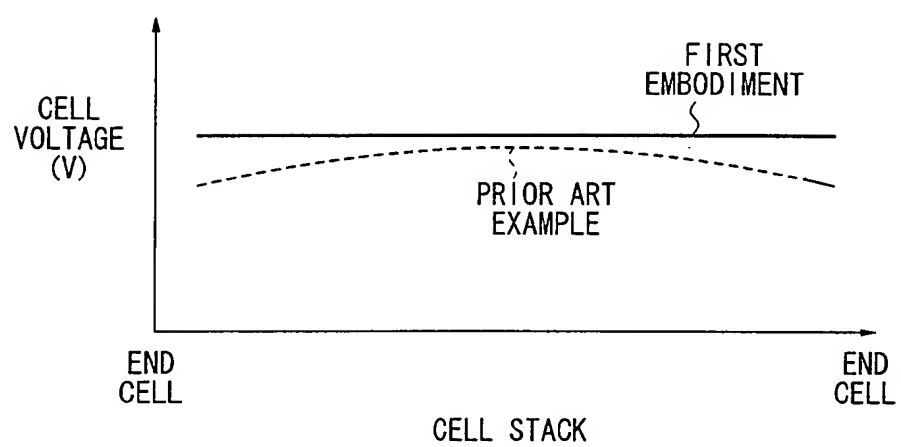 FIRST
EMBODIMENT
CELL
VOLTAGE
(V)
PRIOR ART
EXAMPLE
END
CELL
END
CELL
CELL STACK